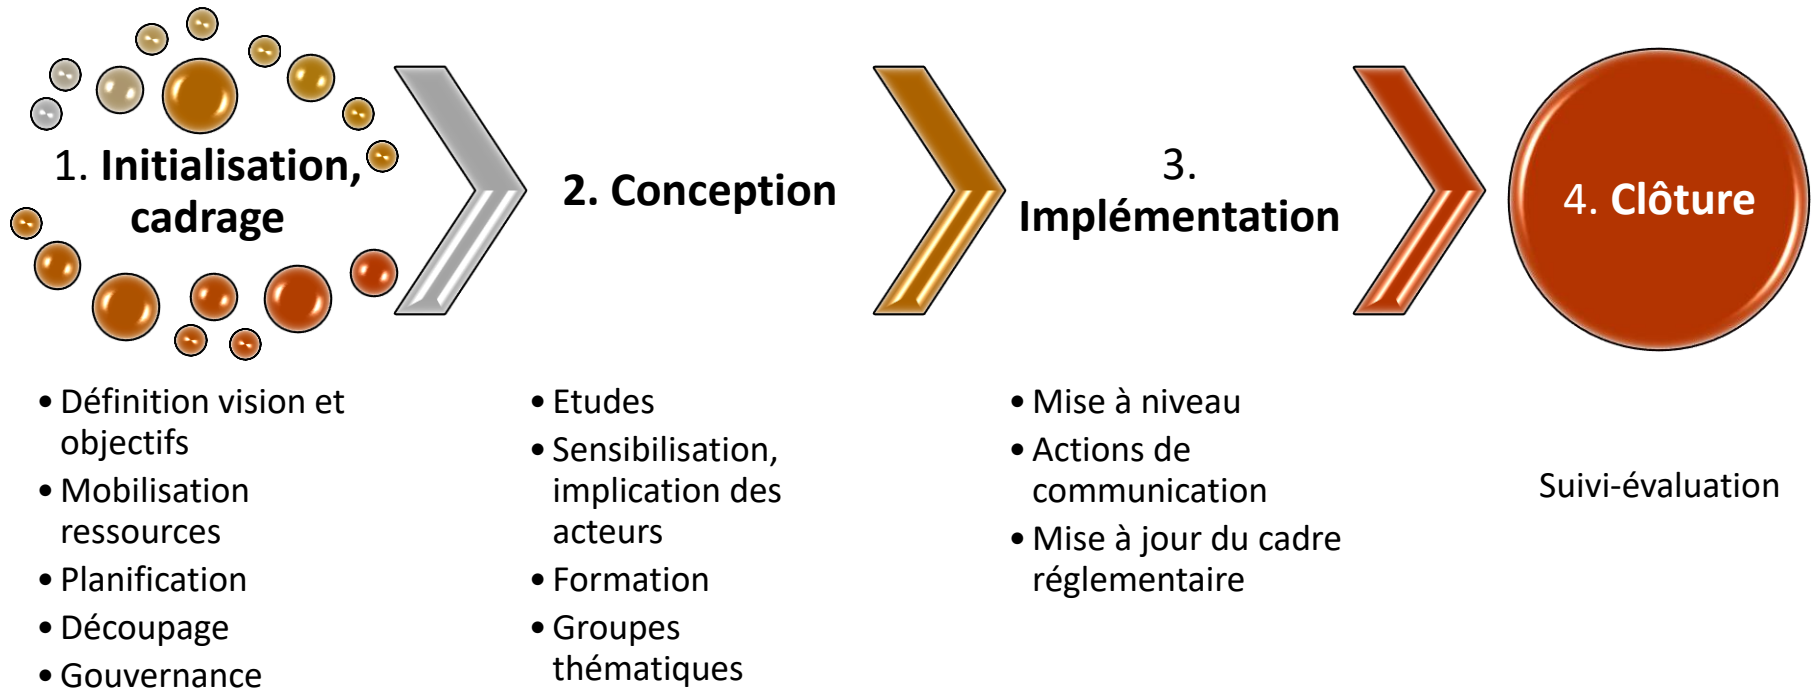 1. Initialisation,
cadrage
• Définition vision et
objectifs
• Mobilisation
ressources
• Planification
• Découpage
• Gouvernance
2. Conception
• Etudes
• Sensibilisation,
implication des
acteurs
• Formation
• Groupes
thématiques
3.
Implémentation
• Mise à niveau
• Actions de
communication
• Mise à jour du cadre
réglementaire
4. Clôture
Suivi-évaluation